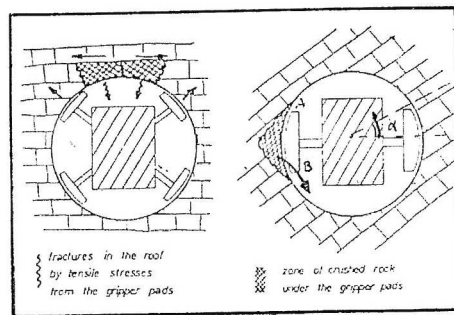 A
α
B
fractures in the roof
by tensile stresses
from the gripper pads
zone of crushed rock
under the gripper pads